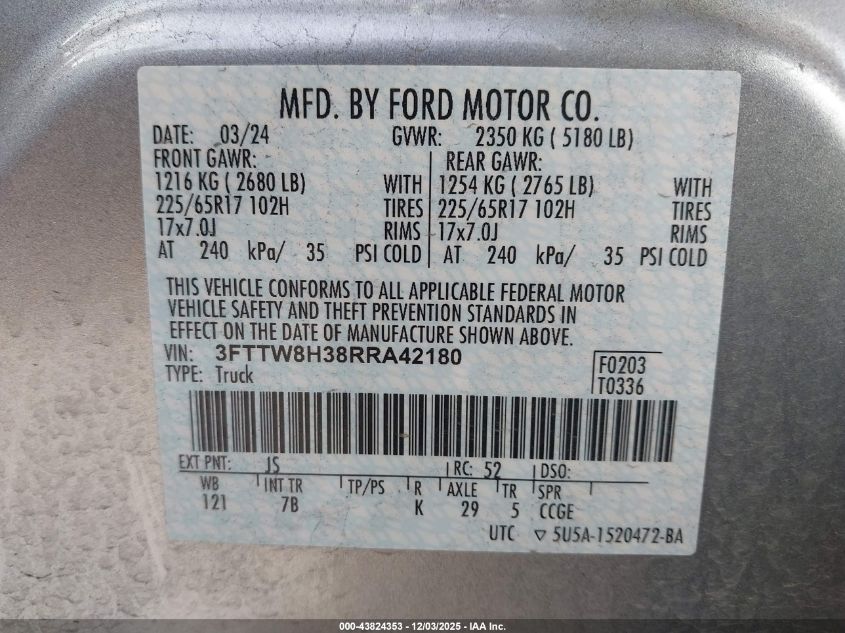 MFD. BY FORD MOTOR CO.
DATE: 03/24 GVWR: 2350 KG ( 5180 LB)
FRONT GAWR: REAR GAWR:
1216 KG ( 2680 LB) WITH 1254 KG ( 2765 LB) WITH
225/65R17 102H TIRES 225/65R17 102H TIRES
17x7.0J RIMS 17x7.0J RIMS
AT 240 kPa/ 35 PSI COLD AT 240 kPa/ 35 PSI COLD
THIS VEHICLE CONFORMS TO ALL APPLICABLE FEDERAL MOTOR
VEHICLE SAFETY AND THEFT PREVENTION STANDARDS IN
EFFECT ON THE DATE OF MANUFACTURE SHOWN ABOVE.
VIN: 3FTTW8H38RRA42180
TYPE: Truck
F0203
T0336
EXT PNT: JS RC: 52 DSO:
WB INT TR TP/PS R AXLE TR SPR
121 7B K 29 5 CCGE
UTC ▽ 5U5A-1520472-BA
000-43824353 - 12/03/2025 - IAA Inc.